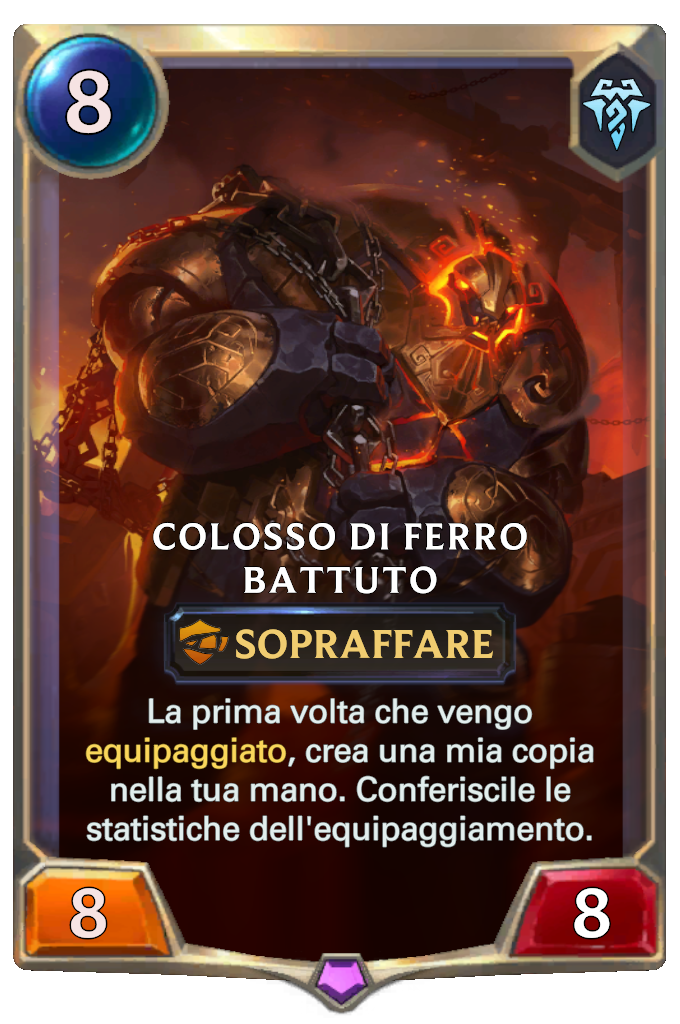 8
COLOSSO DI FERRO
BATTUTO
SOPRAFFARE
La prima volta che vengo
equipaggiato, crea una mia copia
nella tua mano. Conferiscile le
statistiche dell'equipaggiamento.
8
8